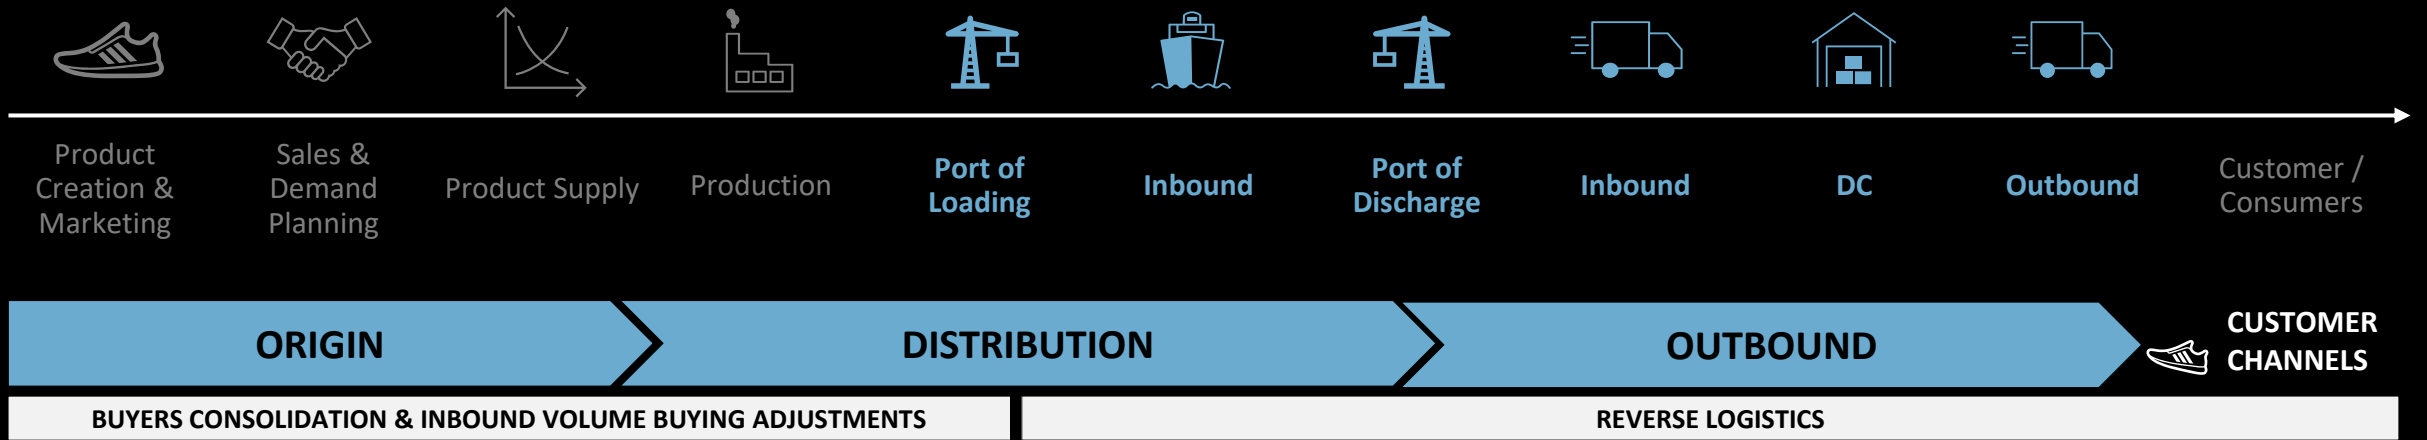 Product
Creation &
Marketing
Sales &
Demand
Planning
Product Supply
Production
Port of
Loading
Inbound
Port of
Discharge
Inbound
DC
Outbound
Customer /
Consumers
ORIGIN
DISTRIBUTION
OUTBOUND
CUSTOMER
CHANNELS
BUYERS CONSOLIDATION & INBOUND VOLUME BUYING ADJUSTMENTS
REVERSE LOGISTICS